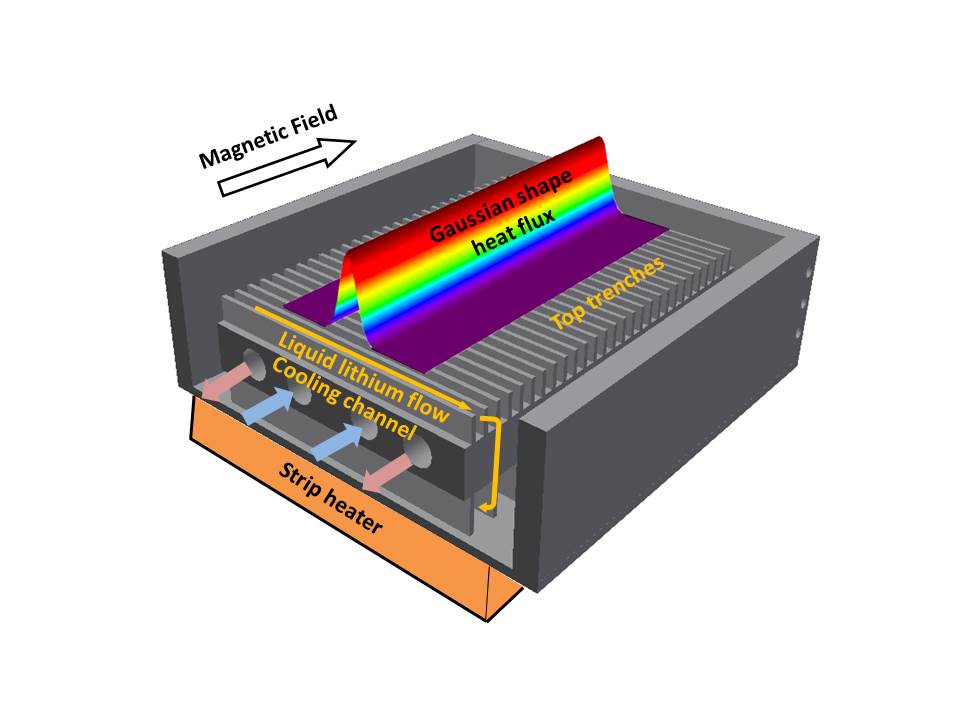 Magnetic Field
Gaussian shape
heat flux
Top trenches
Liquid lithium flow
Cooling channel
Strip heater